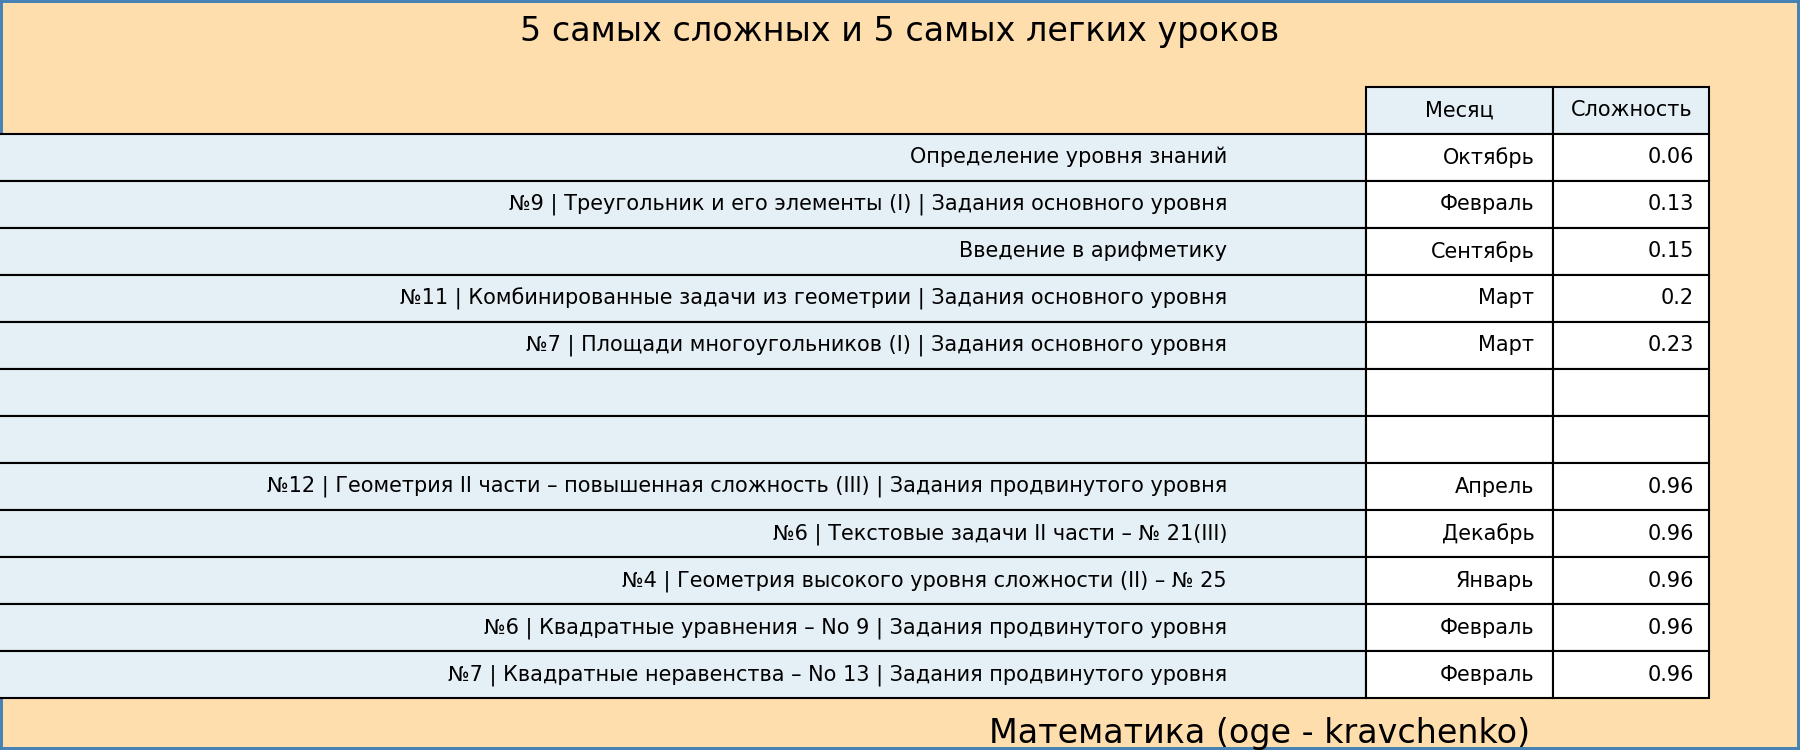 5 самых сложных и 5 самых легких уроков
Месяц Сложность
Определение уровня знаний Октябрь 0.06
№9 | Треугольник и его элементы (I) | Задания основного уровня Февраль 0.13
Введение в арифметику Сентябрь 0.15
№11 | Комбинированные задачи из геометрии | Задания основного уровня Март 0.2
№7 | Площади многоугольников (I) | Задания основного уровня Март 0.23
№12 | Геометрия II части – повышенная сложность (III) | Задания продвинутого уровня Апрель 0.96
№6 | Текстовые задачи II части – № 21(III) Декабрь 0.96
№4 | Геометрия высокого уровня сложности (II) – № 25 Январь 0.96
№6 | Квадратные уравнения – No 9 | Задания продвинутого уровня Февраль 0.96
№7 | Квадратные неравенства – No 13 | Задания продвинутого уровня Февраль 0.96
Математика (oge - kravchenko)